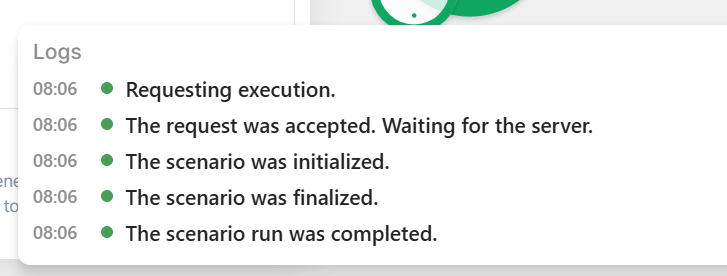 Logs
08:06 Requesting execution.
08:06 The request was accepted. Waiting for the server.
08:06 The scenario was initialized.
08:06 The scenario was finalized.
08:06 The scenario run was completed.
to